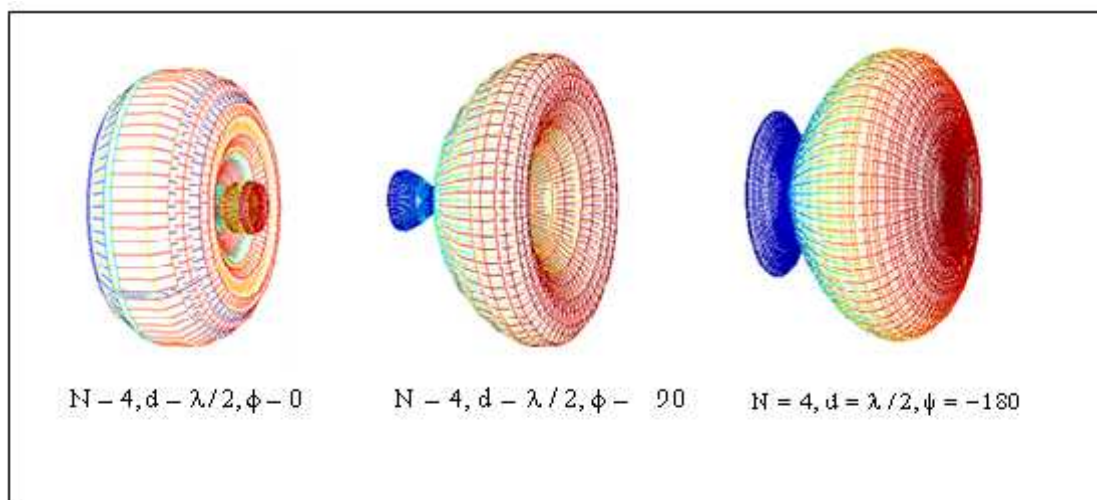 N – 4, d – λ/2, ϕ – 0
N – 4, d – λ/2, ϕ – 90
N = 4, d = λ/2, ψ = −180